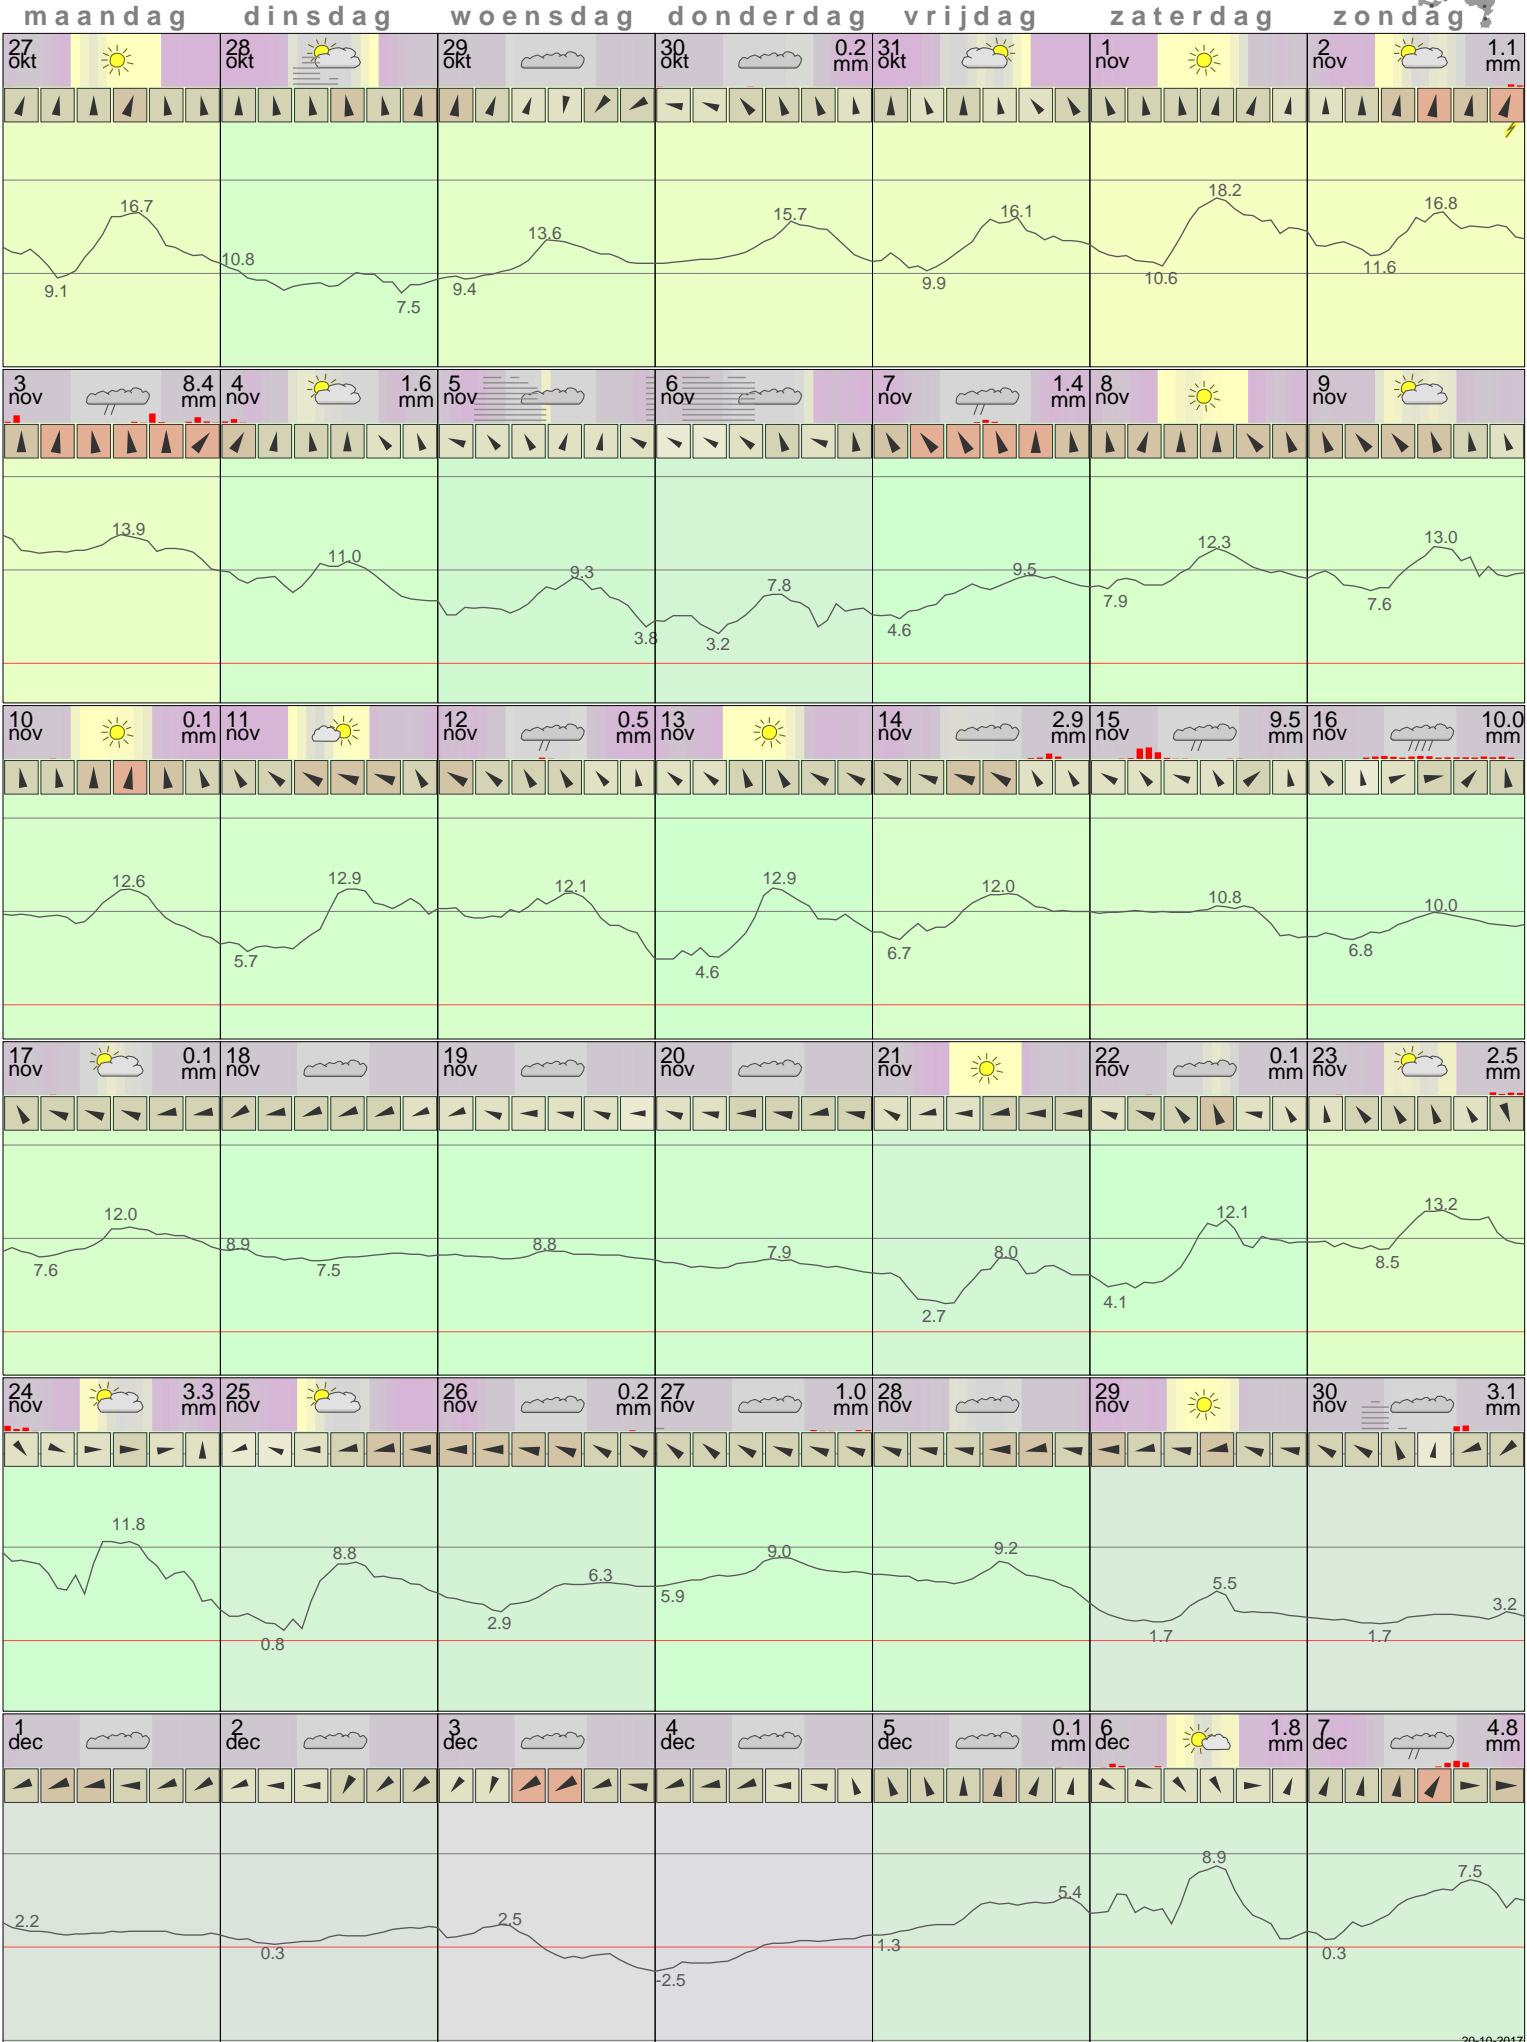 maandag dinsdag woensdag donderdag vrijdag zaterdag zondag
27 28 29 30 0.2 31 1 2 1.1
okt okt okt okt mm okt nov nov mm
16.7 10.8 13.6 15.7 16.1 18.2 16.8
9.1 7.5 9.4 9.9 10.6 11.6
3 8.4 4 1.6 5 6 7 1.4 8 9
nov mm nov mm nov nov nov mm nov nov
13.9 11.0 9.3 7.8 9.5 12.3 13.0
3.8 3.2 4.6 7.9 7.6
10 0.1 11 12 0.5 13 14 2.9 15 9.5 16 10.0
nov mm nov nov mm nov nov mm nov mm nov mm
12.6 12.9 12.1 12.9 12.0 10.8 10.0
5.7 4.6 6.7 6.8
17 0.1 18 19 20 21 22 0.1 23 2.5
nov mm nov nov nov nov nov mm nov mm
12.0 8.9 8.8 7.9 8.0 12.1 13.2
7.6 7.5 2.7 4.1 8.5
24 3.3 25 26 0.2 27 1.0 28 29 30 3.1
nov mm nov nov mm nov mm nov nov nov mm
11.8 8.8 6.3 9.0 9.2 5.5 3.2
0.8 2.9 5.9 1.7 1.7
1 2 3 4 5 0.1 6 1.8 7 4.8
dec dec dec dec dec mm dec mm dec mm
2.2 2.5 5.4 8.9 7.5
0.3 -2.5 1.3 0.3
20-10-2017